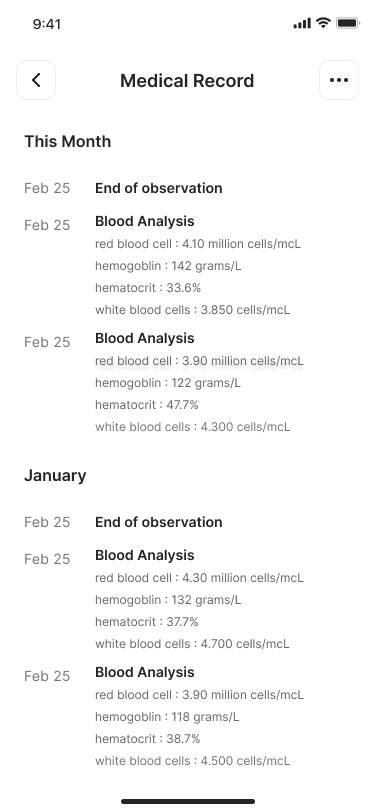 9:41
Medical Record
This Month
Feb 25 End of observation
Feb 25 Blood Analysis
red blood cell : 4.10 million cells/mcL
hemogoblin : 142 grams/L
hematocrit : 33.6%
white blood cells : 3.850 cells/mcL
Feb 25 Blood Analysis
red blood cell : 3.90 million cells/mcL
hemogoblin : 122 grams/L
hematocrit : 47.7%
white blood cells : 4.300 cells/mcL
January
Feb 25 End of observation
Feb 25 Blood Analysis
red blood cell : 4.30 million cells/mcL
hemogoblin : 132 grams/L
hematocrit : 37.7%
white blood cells : 4.700 cells/mcL
Feb 25 Blood Analysis
red blood cell : 3.90 million cells/mcL
hemogoblin : 118 grams/L
hematocrit : 38.7%
white blood cells : 4.500 cells/mcL